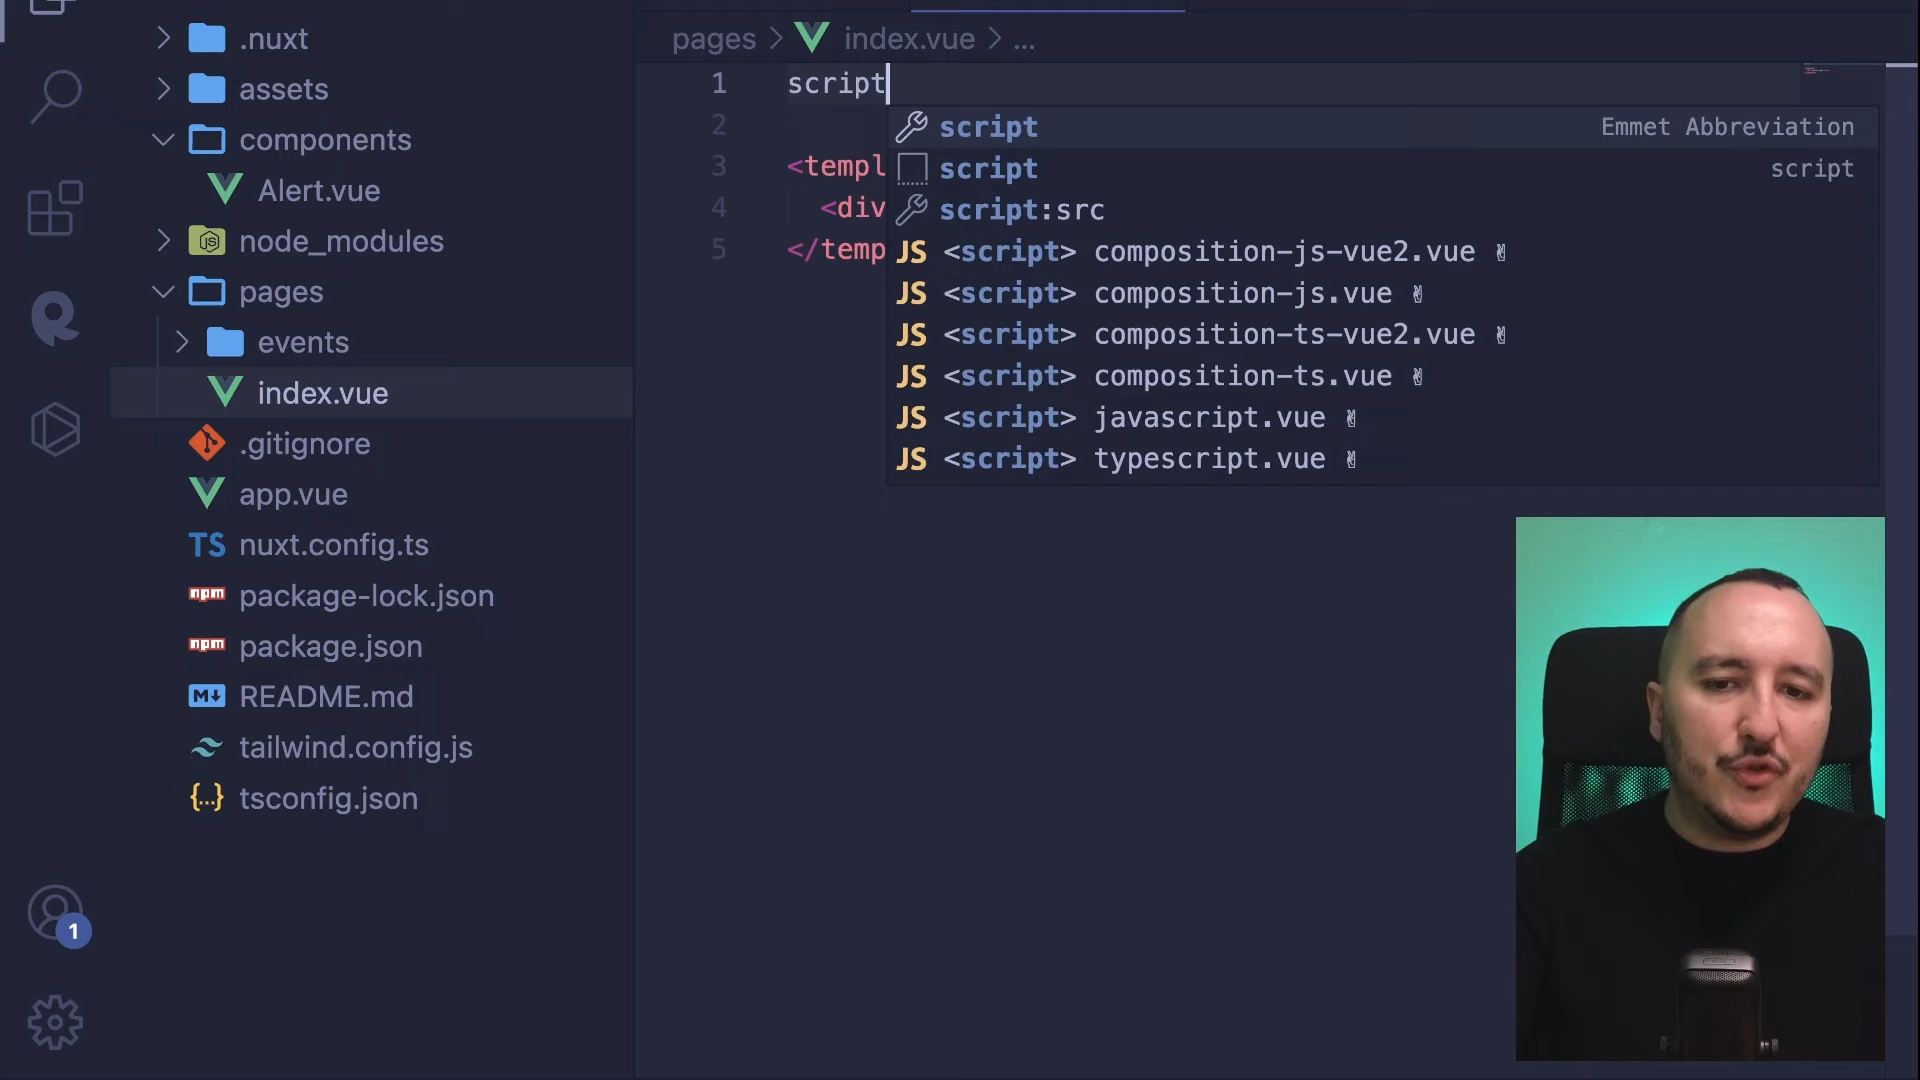 .nuxt
assets
components
Alert.vue
node_modules
pages
events
index.vue
.gitignore
app.vue
TS nuxt.config.ts
npm package-lock.json
npm package.json
M README.md
tailwind.config.js
{...} tsconfig.json
1
pages > index.vue > ...
1 script
2
3 <templ
4 <div
5 </temp
script Emmet Abbreviation
script script
script:src
JS <script> composition-js-vue2.vue ✌
JS <script> composition-js.vue ✌
JS <script> composition-ts-vue2.vue ✌
JS <script> composition-ts.vue ✌
JS <script> javascript.vue ✌
JS <script> typescript.vue ✌